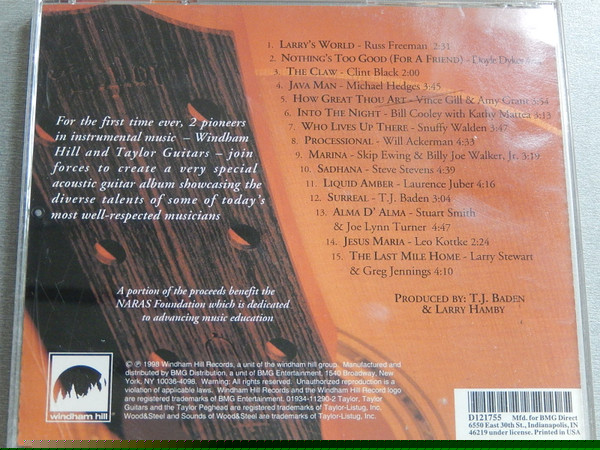 1. LARRY'S WORLD - Russ Freeman 2:51
2. NOTHING'S TOO GOOD (FOR A FRIEND) - Doyle Dykes
3. THE CLAW - Clint Black 2:00
4. JAVA MAN - Michael Hedges 3:45
5. HOW GREAT THOU ART - Vince Gill & Amy Grant 3:34
6. INTO THE NIGHT - Bill Cooley with Kathy Mattea 3:13
7. WHO LIVES UP THERE - Snuffy Walden 3:47
8. PROCESSIONAL - Will Ackerman 4:33
9. MARINA - Skip Ewing & Billy Joe Walker, Jr. 3:19
10. SADHANA - Steve Stevens 4:39
11. LIQUID AMBER - Laurence Juber 4:16
12. SURREAL - T.J. Baden 3:04
13. ALMA D' ALMA - Stuart Smith
& Joe Lynn Turner 4:47
14. JESUS MARIA - Leo Kottke 2:24
15. THE LAST MILE HOME - Larry Stewart
& Greg Jennings 4:10
PRODUCED BY: T.J. BADEN
& LARRY HAMBY
For the first time ever, 2 pioneers
in instrumental music – Windham
Hill and Taylor Guitars – join
forces to create a very special
acoustic guitar album showcasing the
diverse talents of some of today's
most well-respected musicians
A portion of the proceeds benefit the
NARAS Foundation which is dedicated
to advancing music education
windham hill
© ℗ 1998 Windham Hill Records, a unit of the windham hill group. Manufactured and
distributed by BMG Distribution, a unit of BMG Entertainment, 1540 Broadway, New
York, NY 10036-4098. Warning: All rights reserved. Unauthorized reproduction is a
violation of applicable laws. Windham Hill Records and the Windham Hill Record logo
are registered trademarks of BMG Entertainment. 01934-11290-2 Taylor, Taylor
Guitars and the Taylor Peghead are registered trademarks of Taylor-Listug, Inc.
Wood&Steel and Sounds of Wood&Steel are trademarks of Taylor-Listug, Inc.
D121755 Mfd. for BMG Direct
6550 East 30th St., Indianapolis, IN
46219 under license. Printed in USA